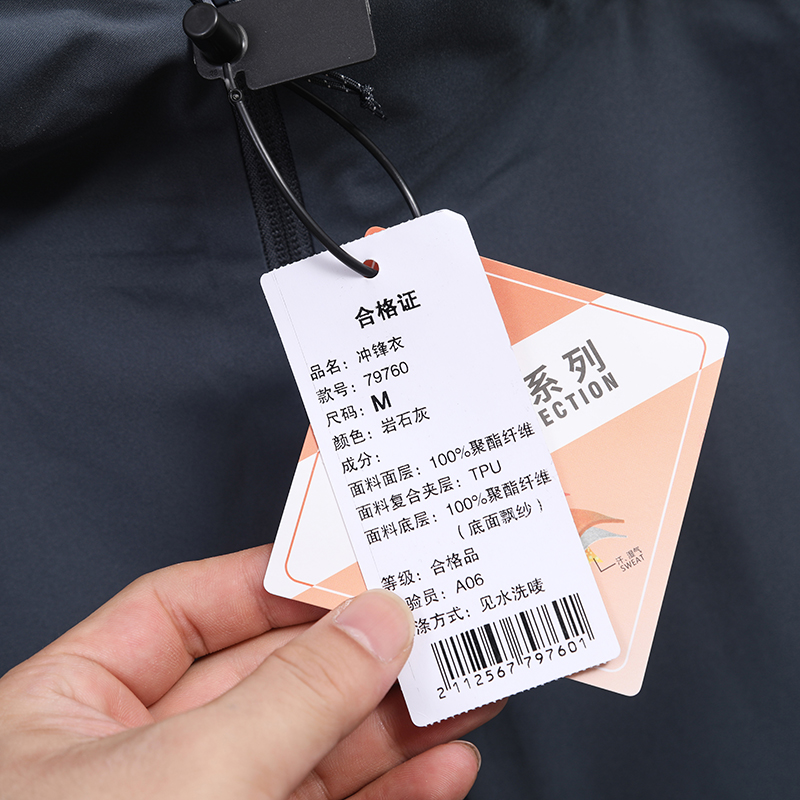 合格证
品名：冲锋衣
款号：79760
尺码：M
颜色：岩石灰
成分：
面料面层：100%聚酯纤维
面料复合夹层：TPU
面料底层：100%聚酯纤维
（底面飘纱）
等级：合格品
验员：A06
涤方式：见水洗唛
2112567797601
系列
ECTION
汗、湿气
SWEAT